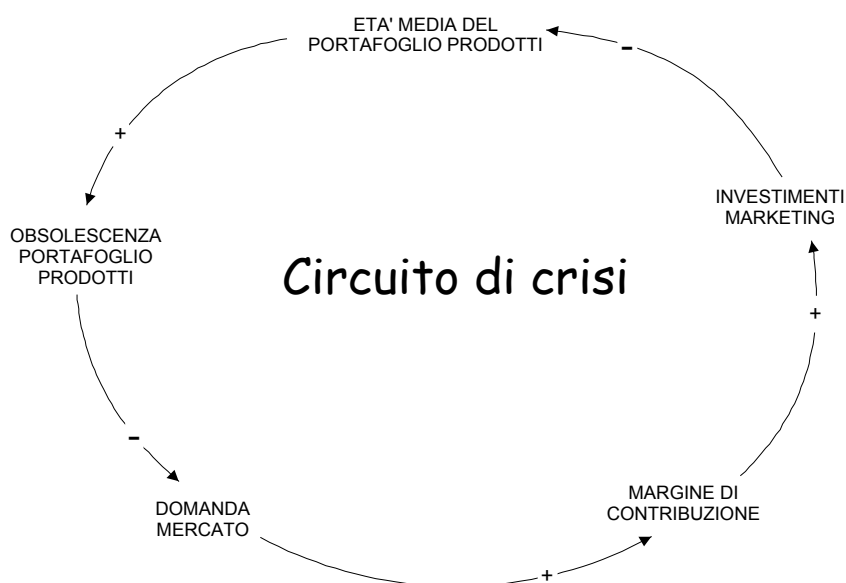 ETA' MEDIA DEL
PORTAFOGLIO PRODOTTI
-
+
INVESTIMENTI
MARKETING
OBSOLESCENZA
PORTAFOGLIO
PRODOTTI
Circuito di crisi
+
-
MARGINE DI
CONTRIBUZIONE
DOMANDA
MERCATO
+